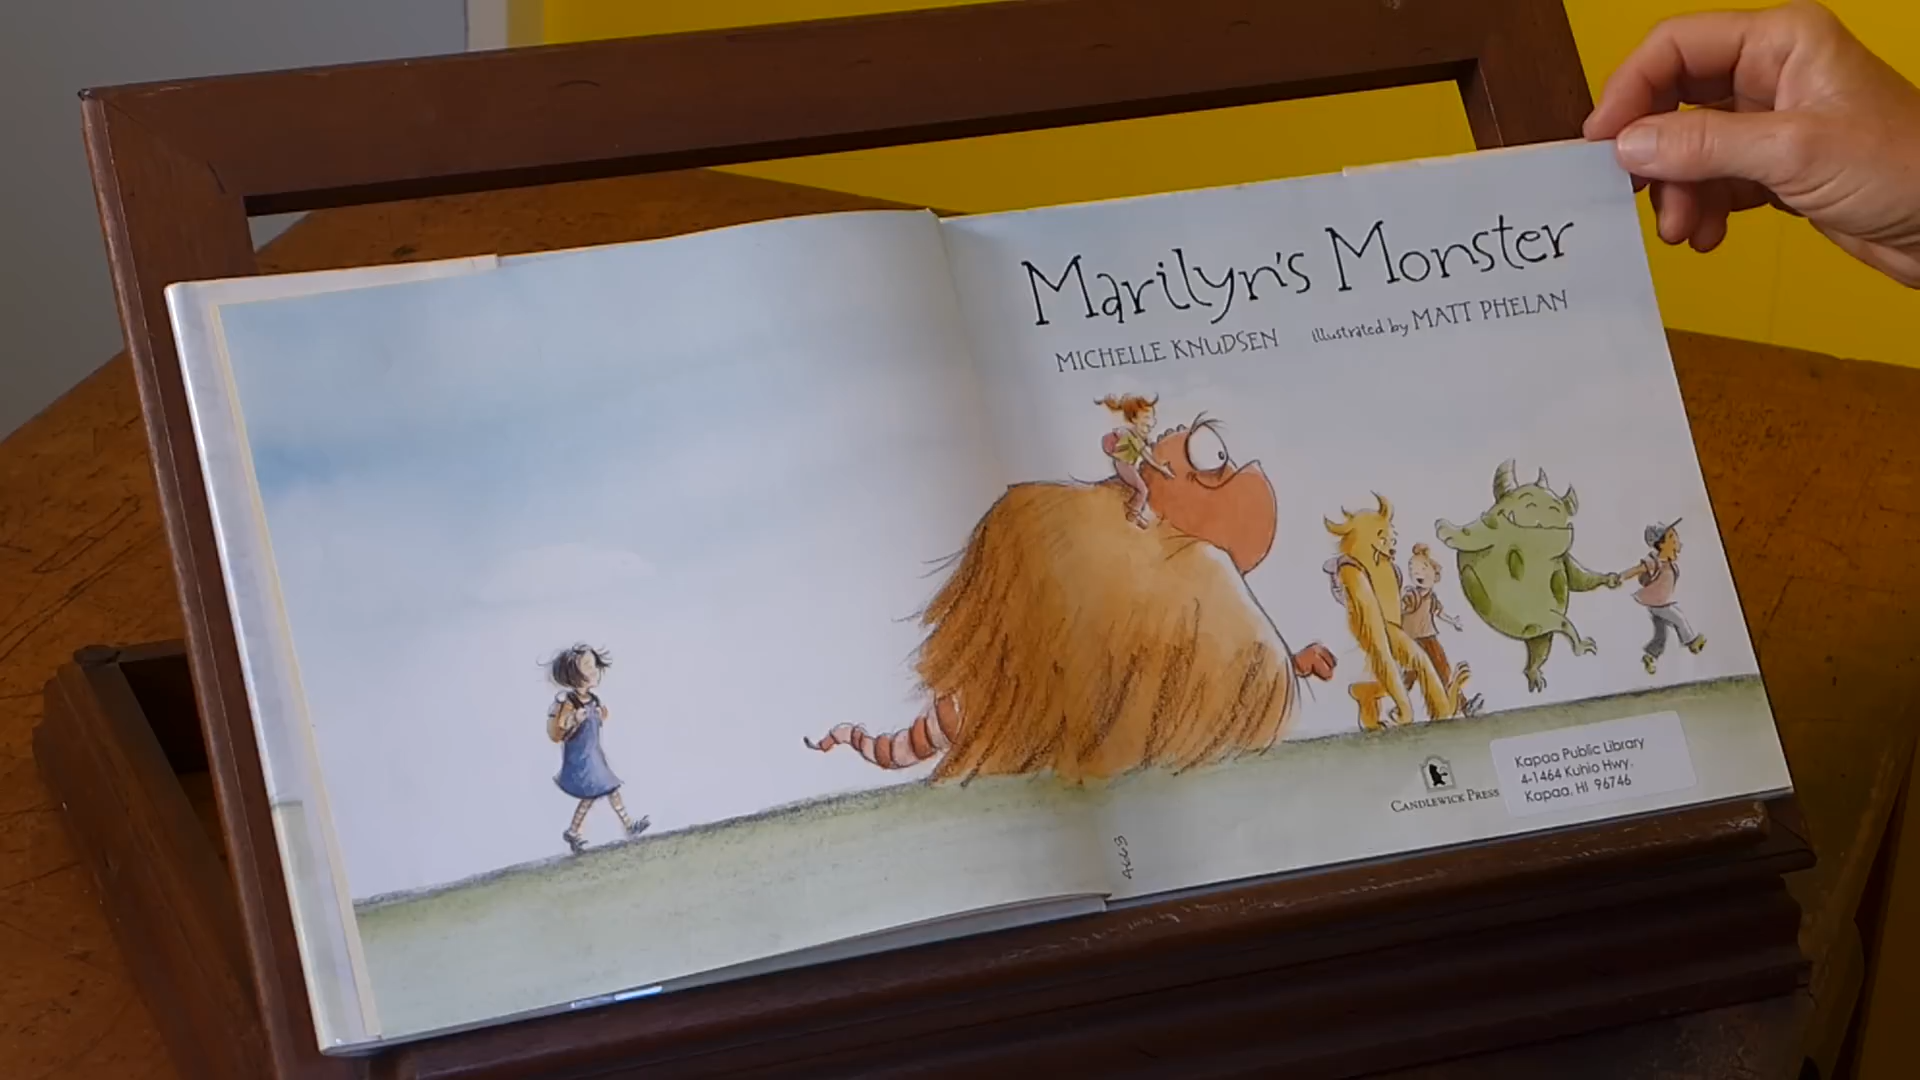 Marilyn's Monster
MICHELLE KNUDSEN illustrated by MATT PHELAN
CANDLEWICK PRESS
Kapaa Public Library
4-1464 Kuhio Hwy.
Kapaa, HI 96746